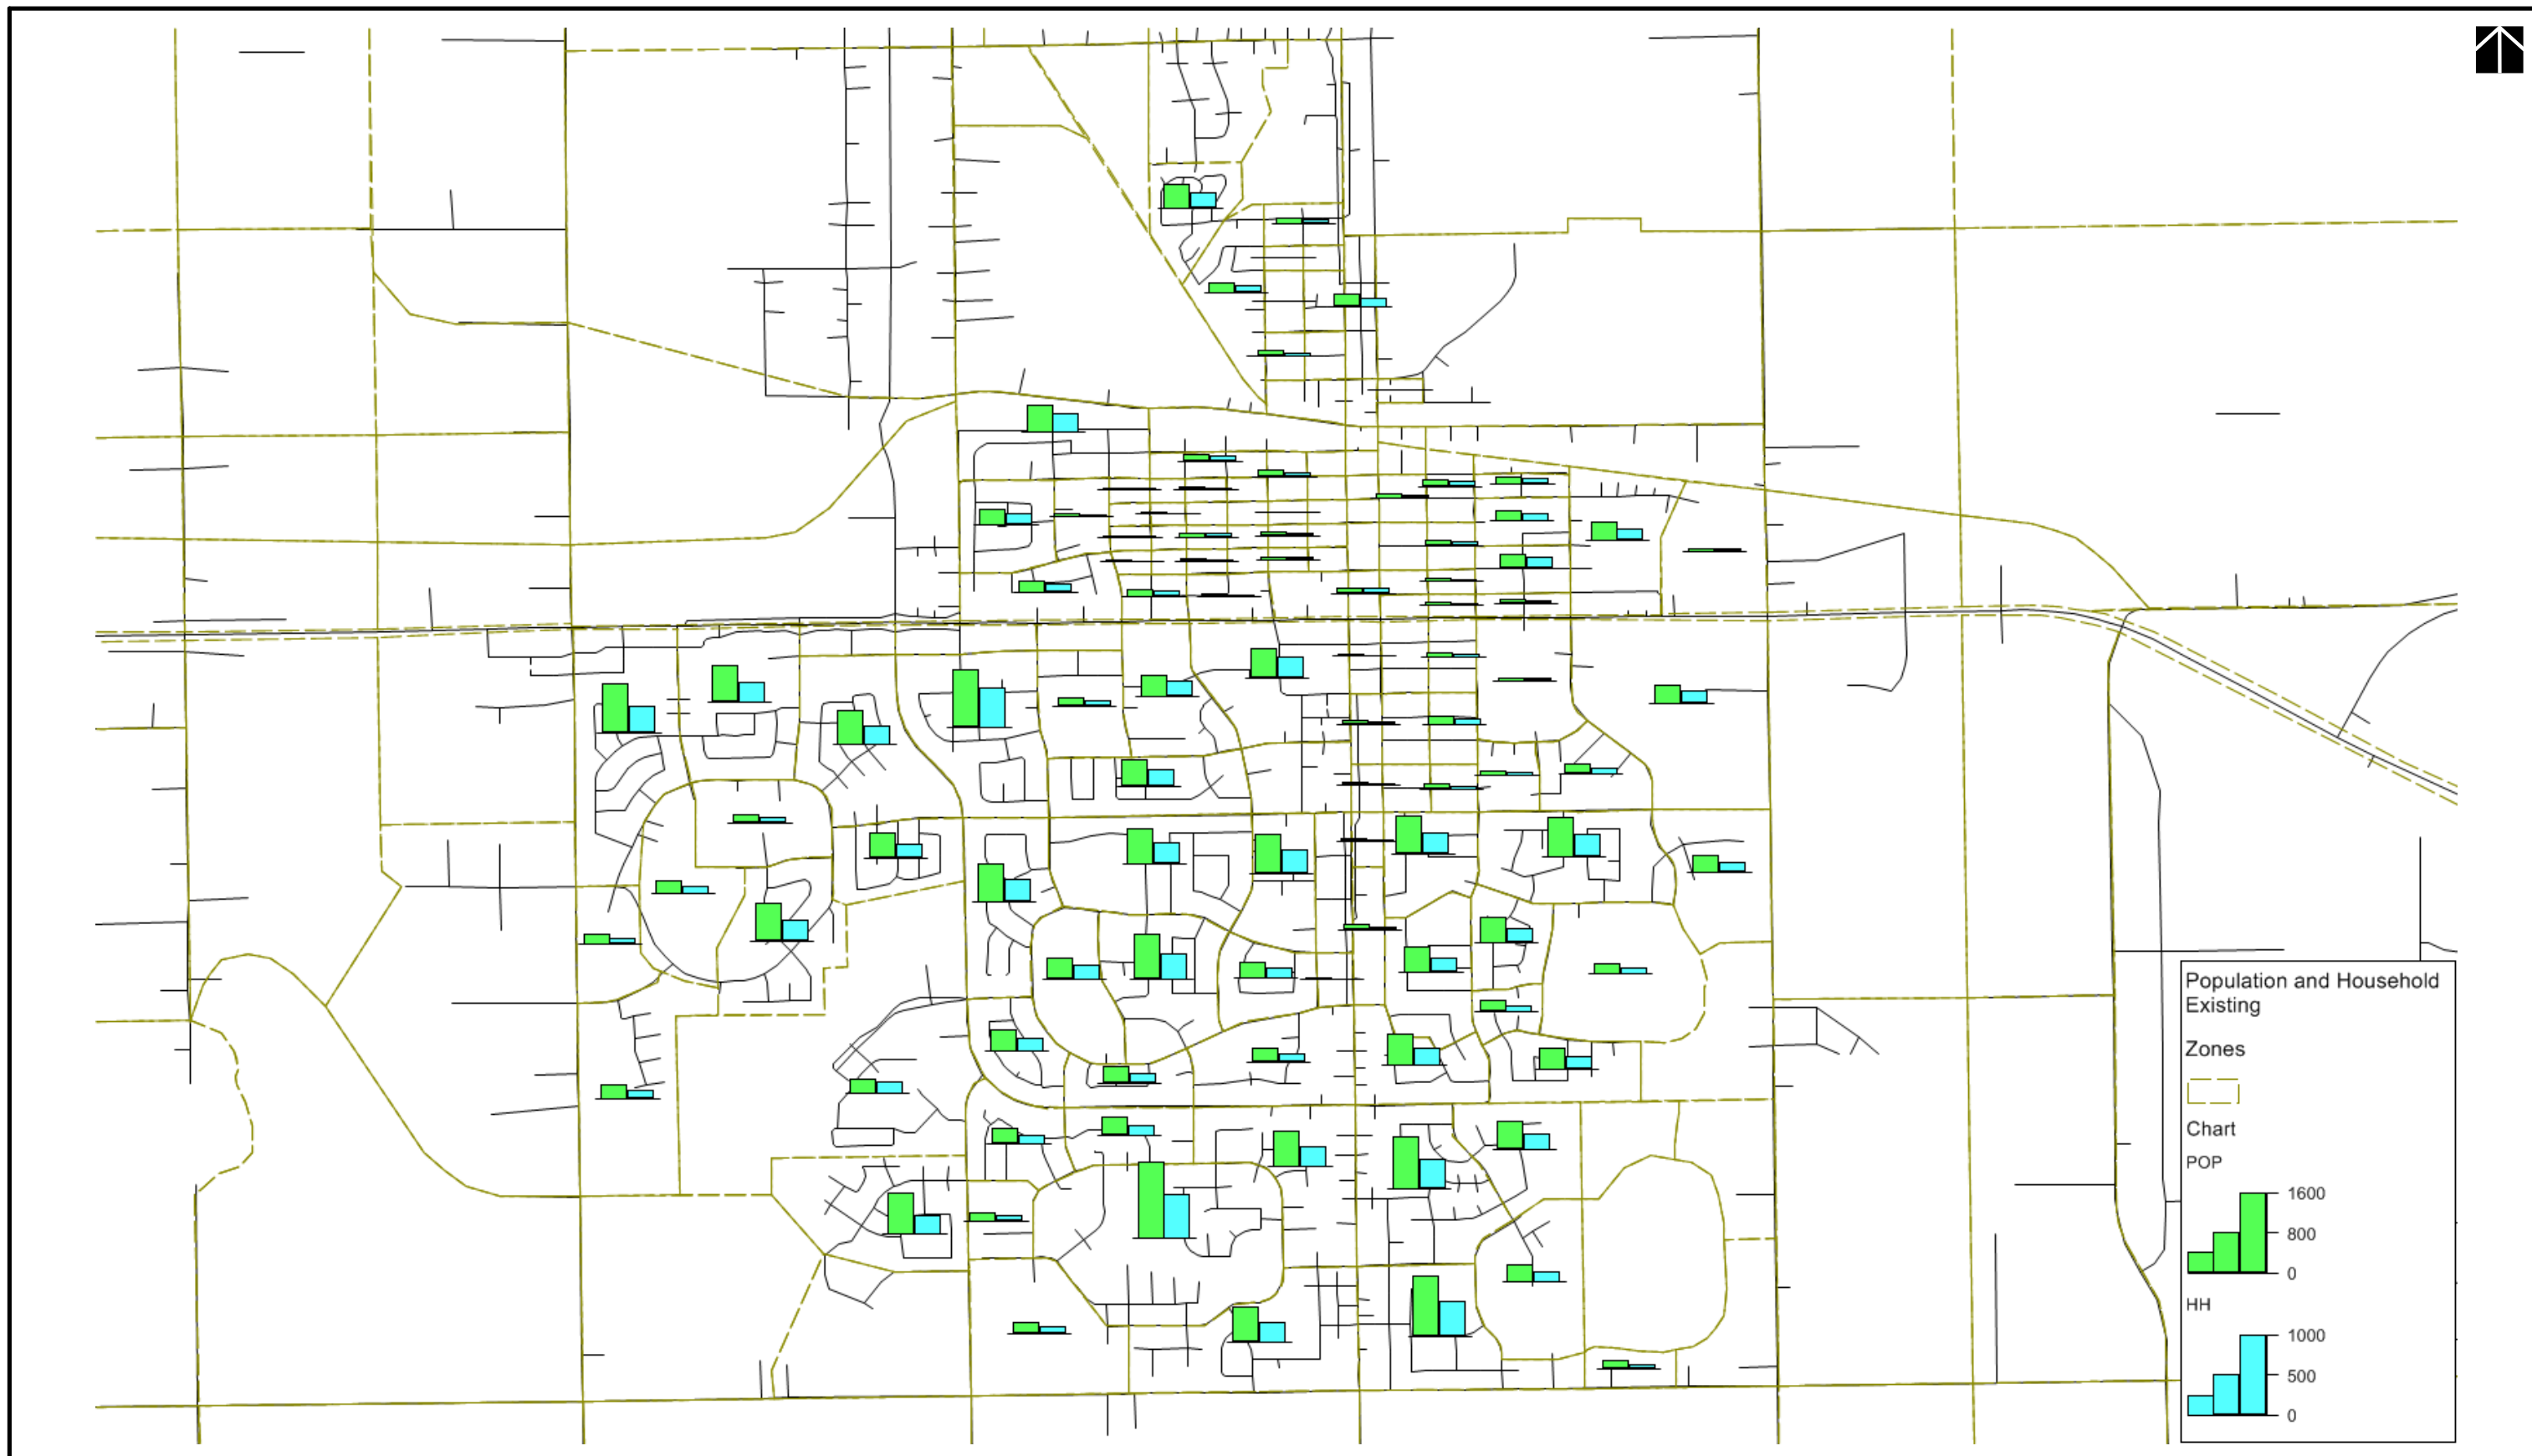 Population and Household
Existing
Zones
Chart
POP
1600
800
0
HH
1000
500
0